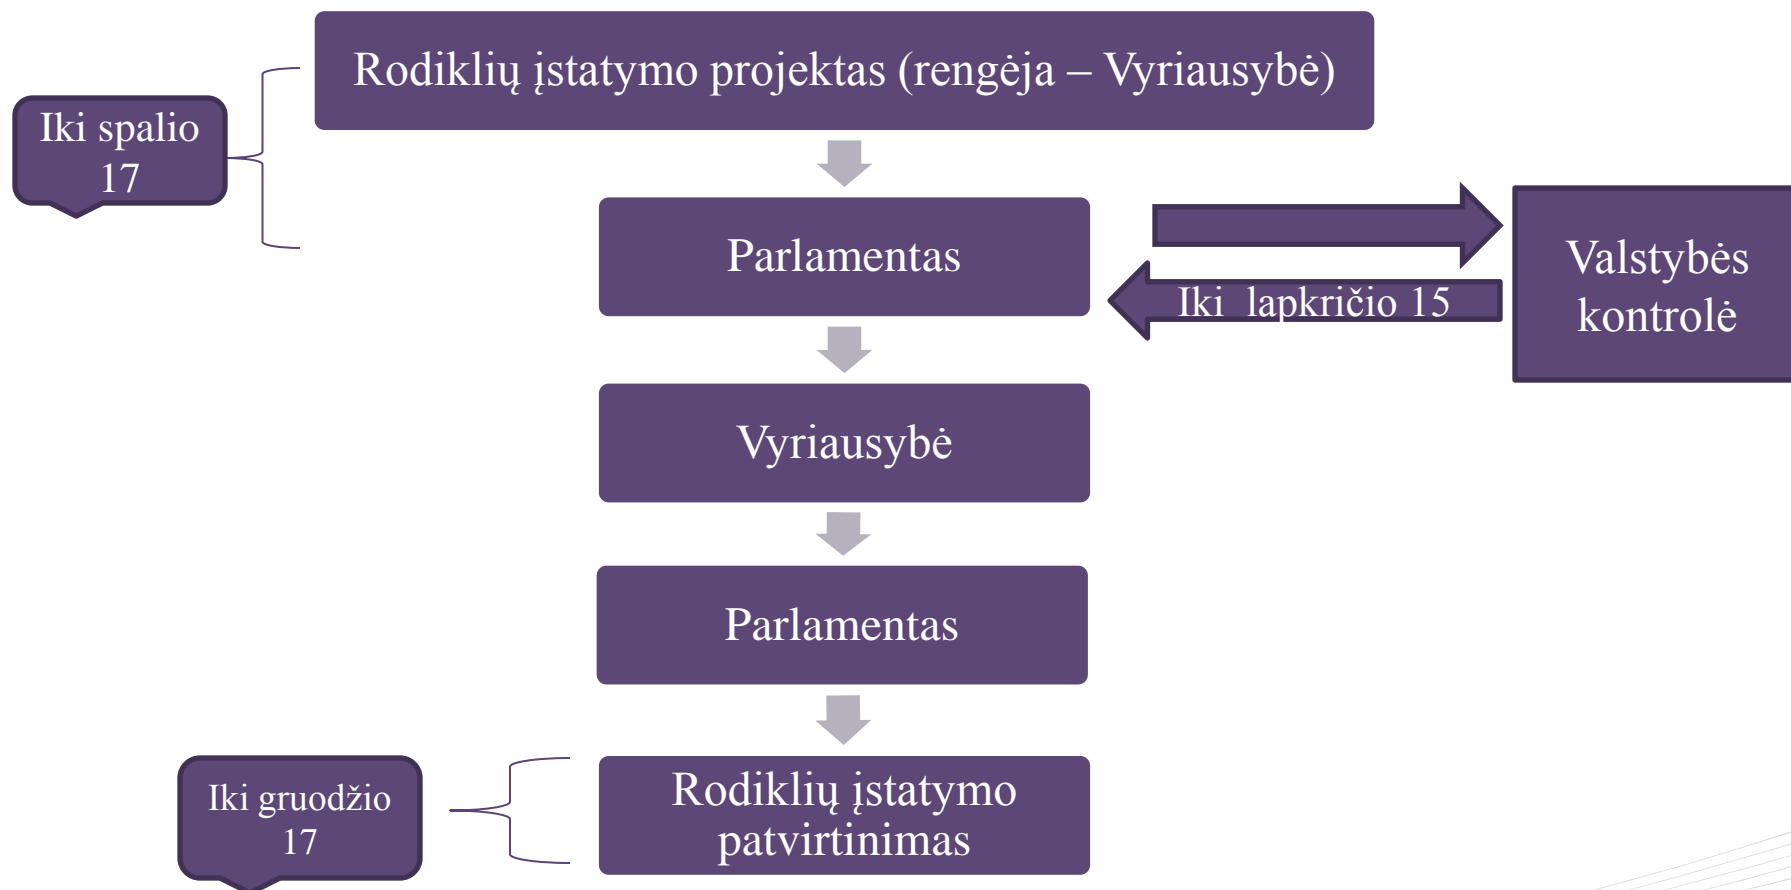 Rodiklių įstatymo projektas (rengėja – Vyriausybė)
Iki spalio
17
Parlamentas
Iki lapkričio 15
Valstybės
kontrolė
Vyriausybė
Parlamentas
Iki gruodžio
17
Rodiklių įstatymo
patvirtinimas